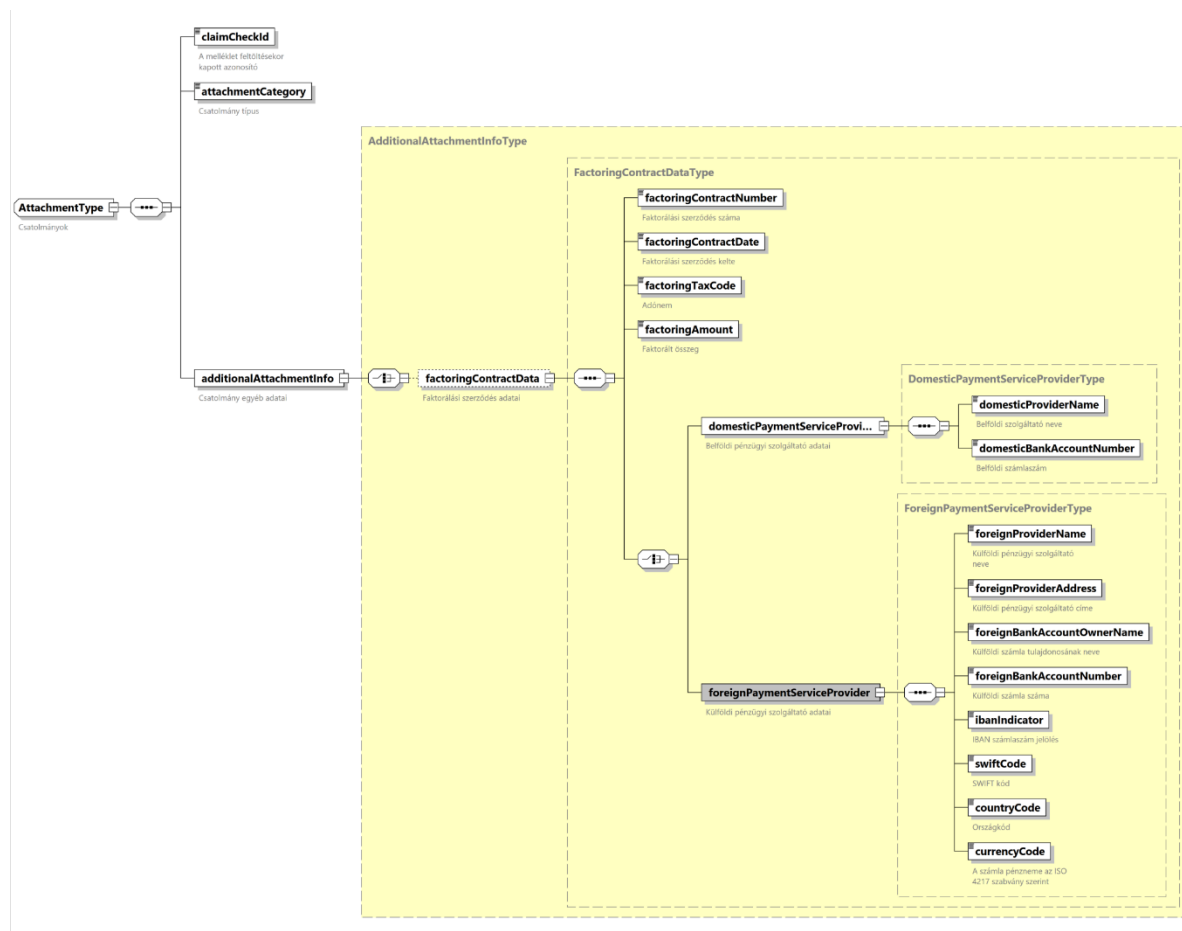 claimCheckId
A melléklet feltöltésekor
kapott azonosító
attachmentCategory
Csatolmány típus
AdditionalAttachmentInfoType
FactoringContractDataType
factoringContractNumber
Faktorálási szerződés száma
AttachmentType
Csatolmányok
factoringContractDate
Faktorálási szerződés kelte
factoringTaxCode
Adónem
factoringAmount
Faktorált összeg
additionalAttachmentInfo
Csatolmány egyéb adatai
factoringContractData
Faktorálási szerződés adatai
DomesticPaymentServiceProviderType
domesticProviderName
Belföldi szolgáltató neve
domesticPaymentServiceProvi...
Belföldi pénzügyi szolgáltató adatai
domesticBankAccountNumber
Belföldi számlaszám
ForeignPaymentServiceProviderType
foreignProviderName
Külföldi pénzügyi szolgáltató
neve
foreignProviderAddress
Külföldi pénzügyi szolgáltató címe
foreignBankAccountOwnerName
Külföldi számla tulajdonosának neve
foreignBankAccountNumber
Külföldi számla száma
foreignPaymentServiceProvider
Külföldi pénzügyi szolgáltató adatai
ibanIndicator
IBAN számlaszám jelölés
swiftCode
SWIFT kód
countryCode
Országkód
currencyCode
A számla pénzneme az ISO
4217 szabvány szerint